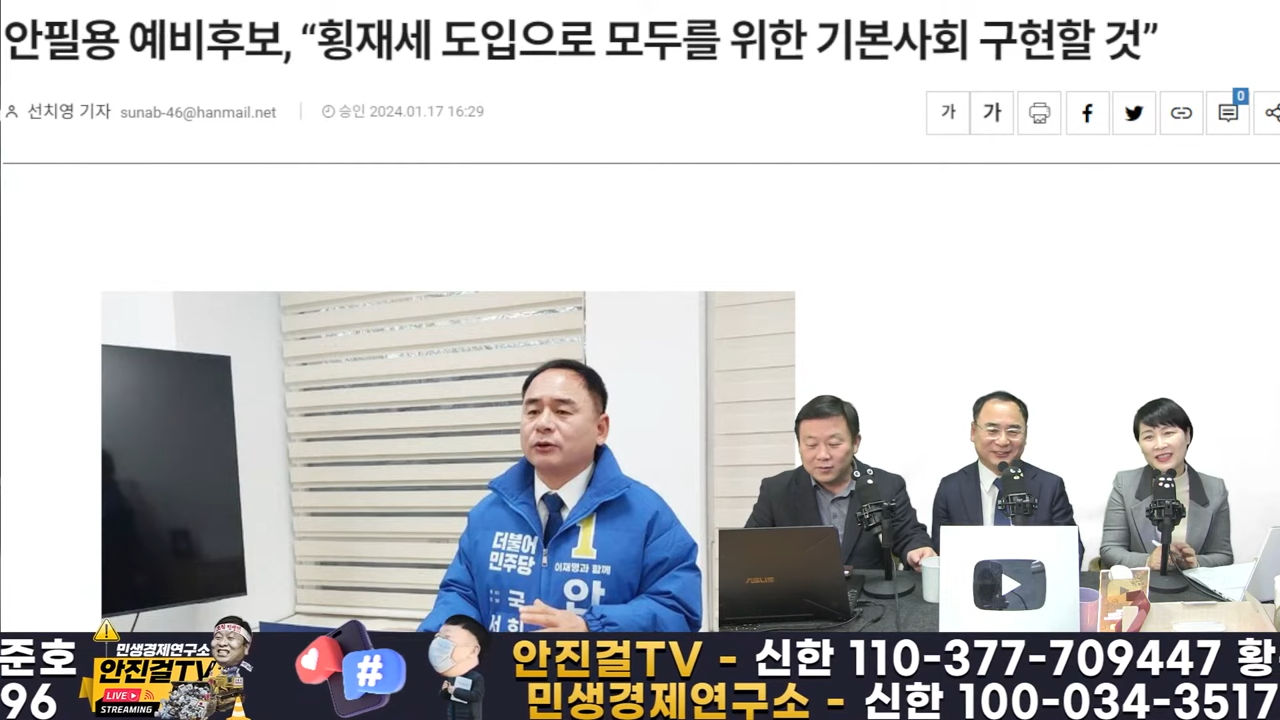 안필용 예비후보, “횡재세 도입으로 모두를 위한 기본사회 구현할 것”
선치영 기자 sunab-46@hanmail.net 승인 2024.01.17 16:29
가 가 0
더불어
민주당
1
이재명과 함께
안
국
ASUS
준호
96
민생경제연구소
안진걸TV
LIVE
STREAMING
#
안진걸TV - 신한 110-377-709447 황
민생경제연구소 - 신한 100-034-3517